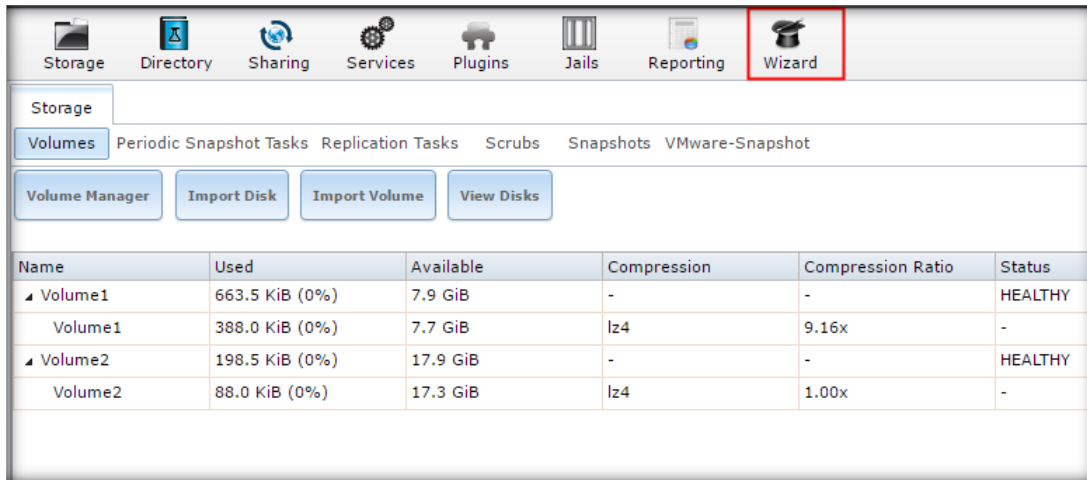 Storage Directory Sharing Services Plugins Jails Reporting Wizard
Storage
Volumes Periodic Snapshot Tasks Replication Tasks Scrubs Snapshots VMware-Snapshot
Volume Manager Import Disk Import Volume View Disks
Name Used Available Compression Compression Ratio Status
Volume1 663.5 KiB (0%) 7.9 GiB - - HEALTHY
Volume1 388.0 KiB (0%) 7.7 GiB lz4 9.16x -
Volume2 198.5 KiB (0%) 17.9 GiB - - HEALTHY
Volume2 88.0 KiB (0%) 17.3 GiB lz4 1.00x -